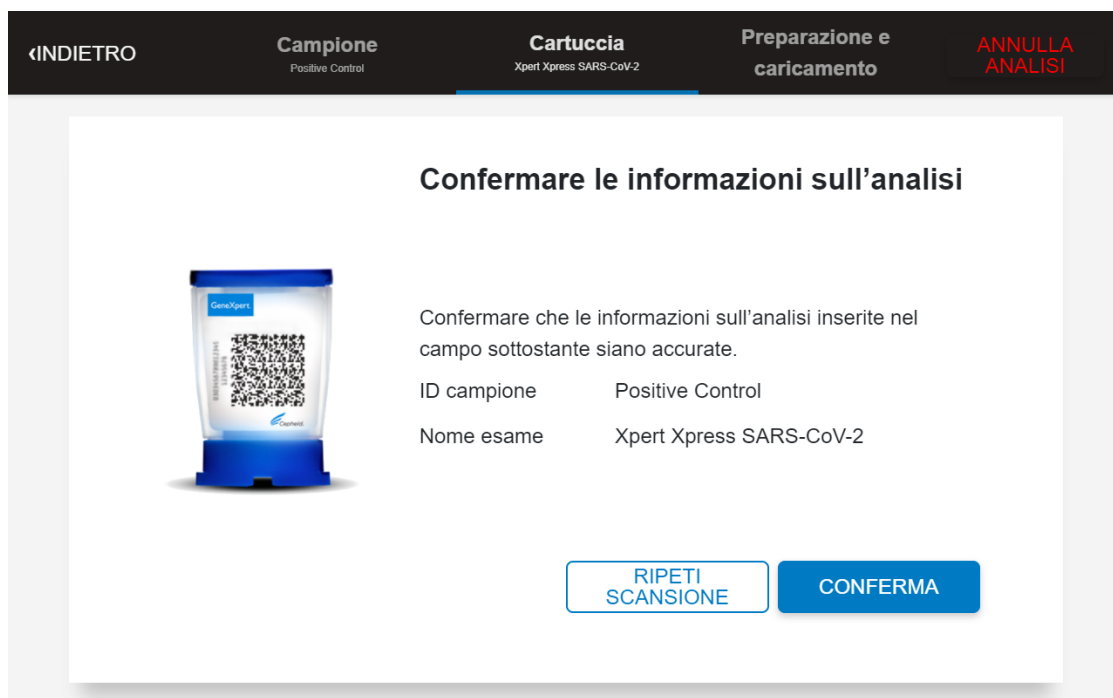 ‹INDIETRO
Campione
Positive Control
Cartuccia
Xpert Xpress SARS-CoV-2
Preparazione e
caricamento
ANNULLA
ANALISI
Confermare le informazioni sull’analisi
GeneXpert
Cepheid.
Confermare che le informazioni sull’analisi inserite nel
campo sottostante siano accurate.
ID campione Positive Control
Nome esame Xpert Xpress SARS-CoV-2
RIPETI
SCANSIONE
CONFERMA